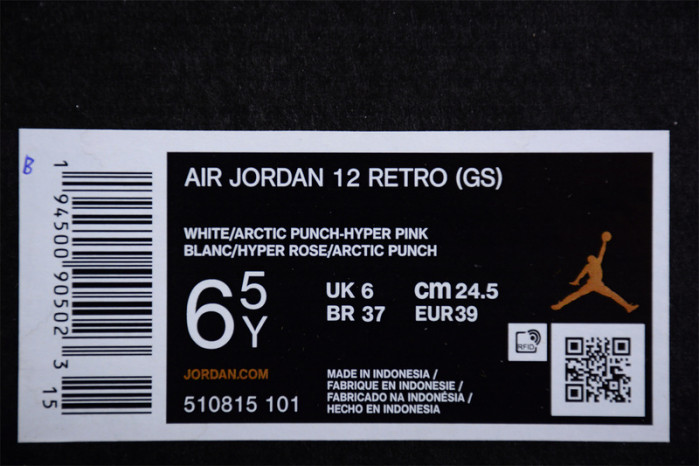 B
1 94500 90502 3 15
AIR JORDAN 12 RETRO (GS)
WHITE/ARCTIC PUNCH-HYPER PINK
BLANC/HYPER ROSE/ARCTIC PUNCH
6 5 Y
UK 6 cm 24.5
BR 37 EUR 39
RFID
JORDAN.COM
510815 101
MADE IN INDONESIA /
FABRIQUE EN INDONESIE /
FABRICADO NA INDONÉSIA /
HECHO EN INDONESIA